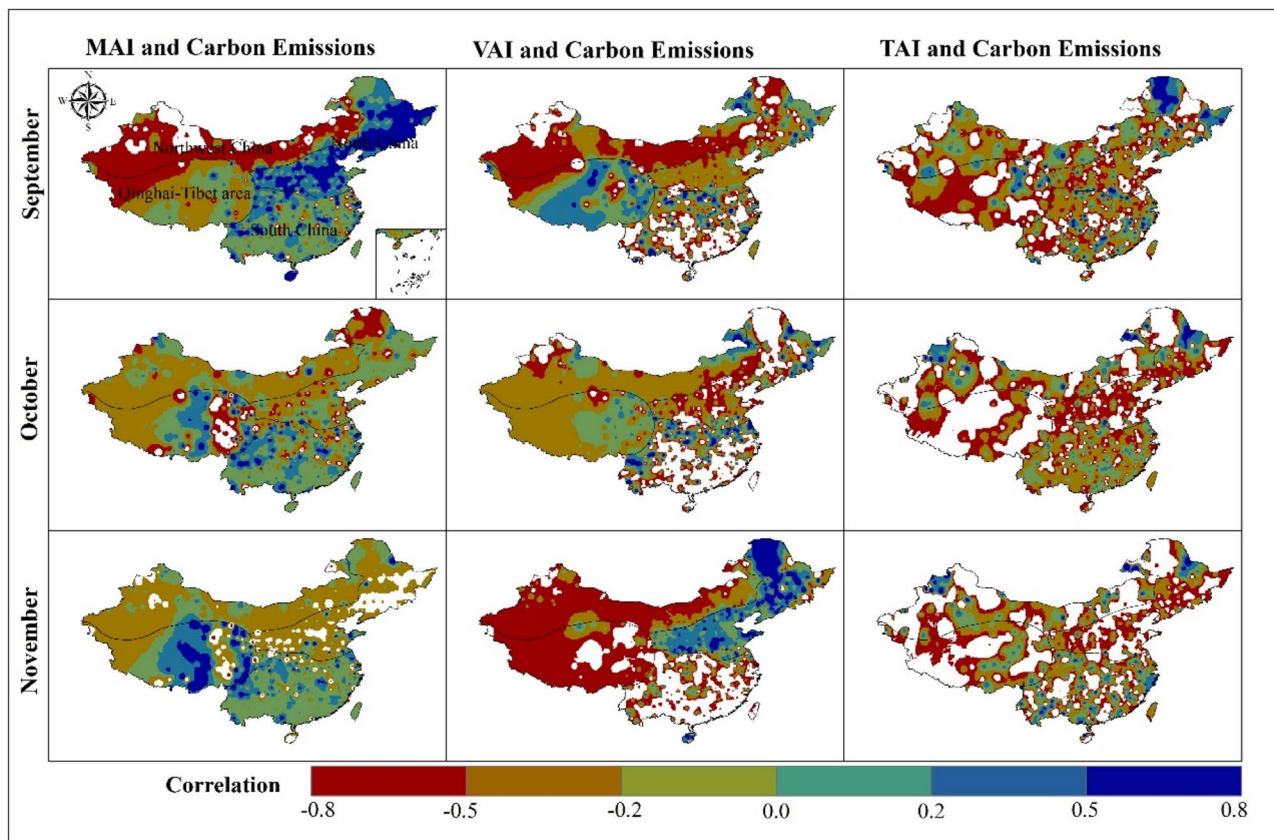 MAI and Carbon Emissions
VAI and Carbon Emissions
TAI and Carbon Emissions
September
N
W E
S
Northwest China
North China
Qinghai-Tibet area
South China
October
November
Correlation
-0.8 -0.5 -0.2 0.0 0.2 0.5 0.8